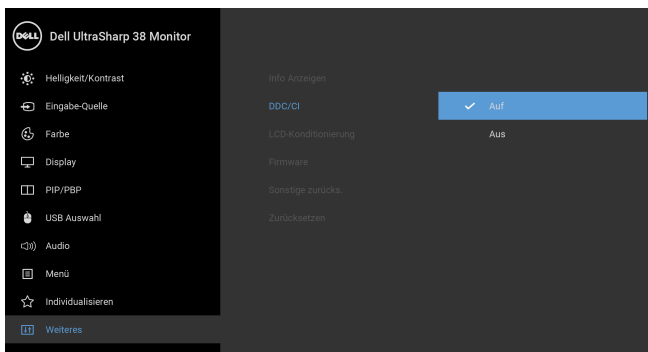 DELL
Dell UltraSharp 38 Monitor
Helligkeit/Kontrast
Info Anzeigen
Eingabe-Quelle
DDC/CI
Auf
Farbe
LCD-Konditionierung
Aus
Display
Firmware
PIP/PBP
Sonstige zurücks.
USB Auswahl
Zurücksetzen
Audio
Menü
Individualisieren
Weiteres